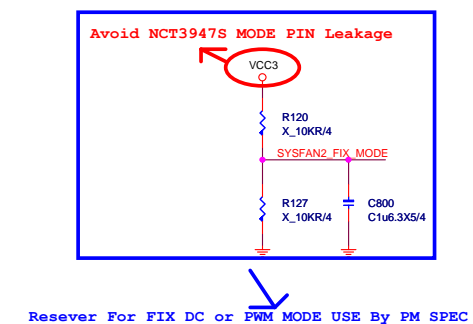 Avoid NCT3947S MODE PIN Leakage
VCC3
R120
X_10KR/4
SYSFAN2_FIX_MODE
R127
X_10KR/4
C800
C1u6.3X5/4
Resever For FIX DC or PWM MODE USE By PM SPEC